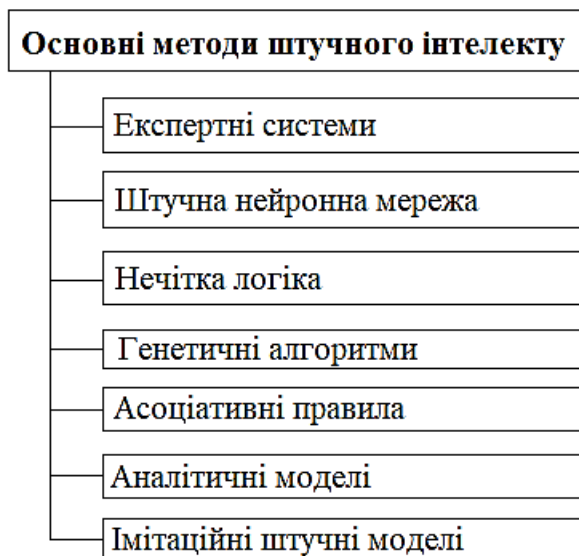 Основні методи штучного інтелекту
Експертні системи
Штучна нейронна мережа
Нечітка логіка
Генетичні алгоритми
Асоціативні правила
Аналітичні моделі
Імітаційні штучні моделі